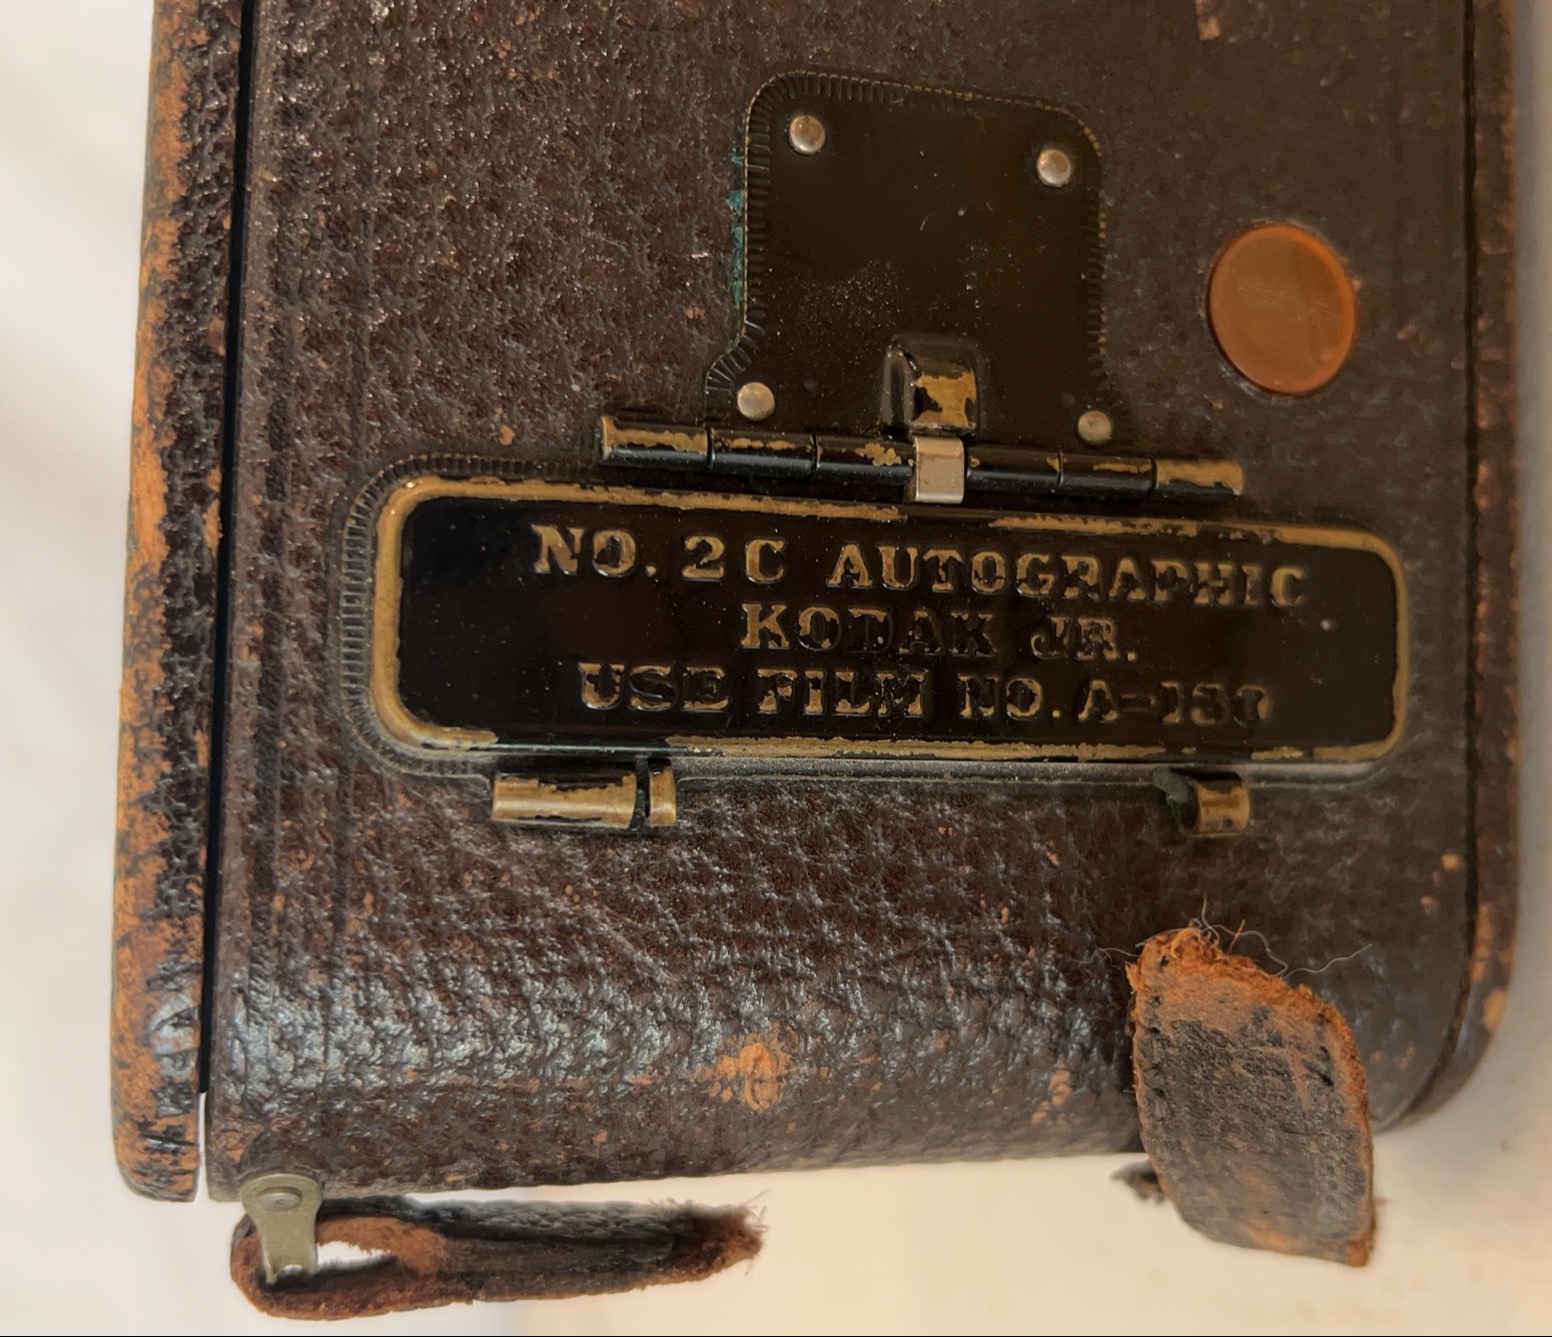 NO. 2C AUTOGRAPHIC
KODAK JR.
USE FILM NO. A-130